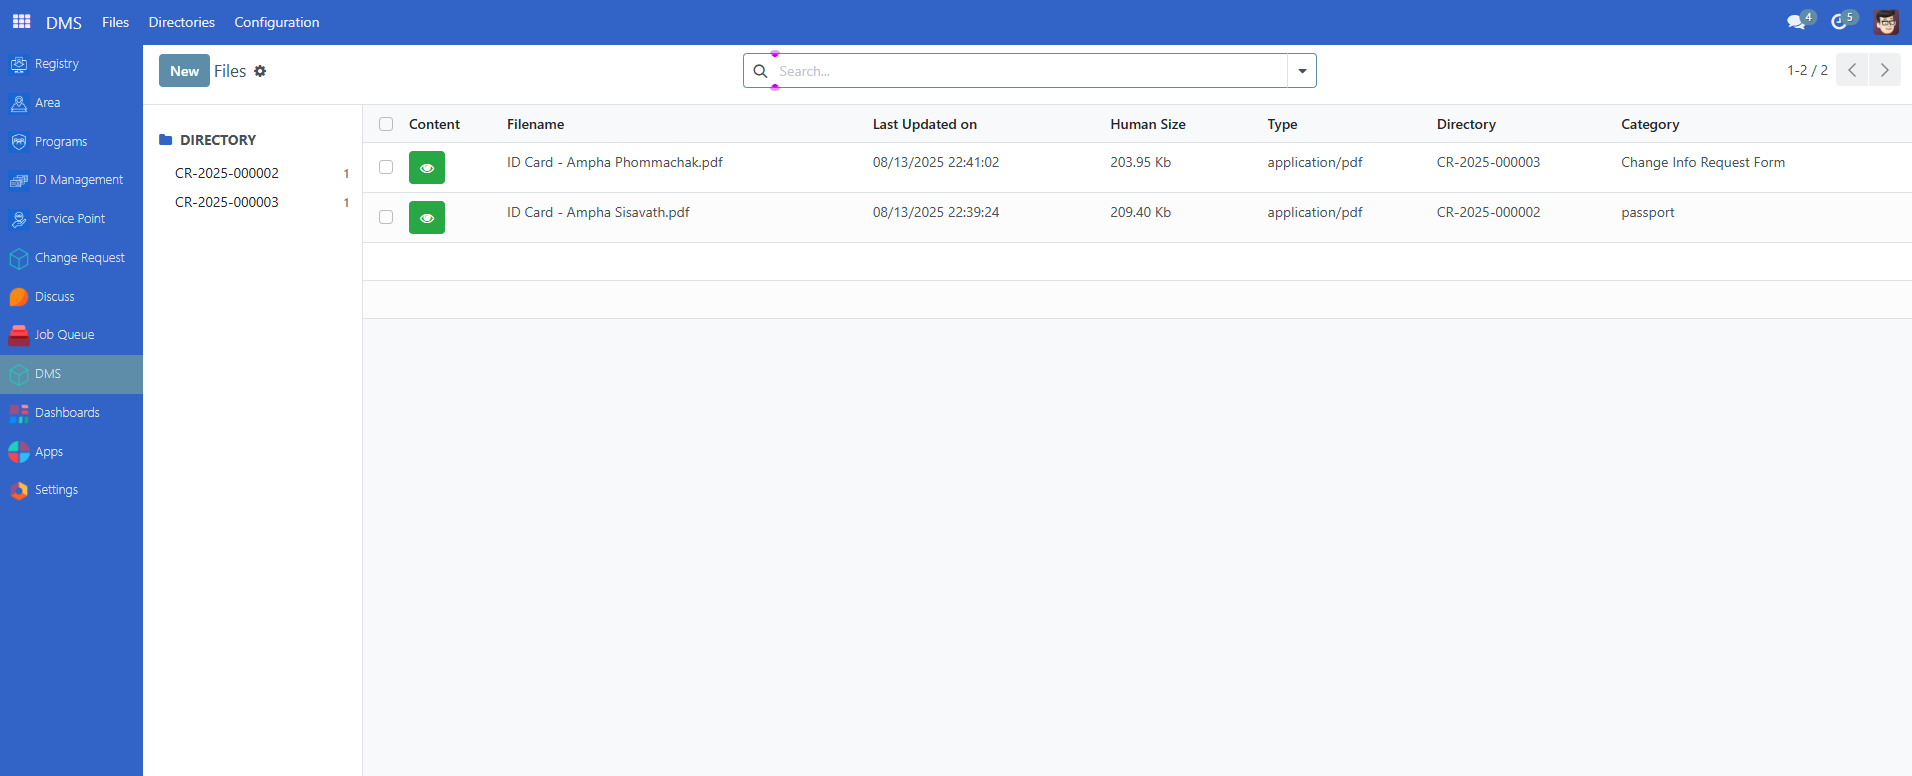 DMS Files Directories Configuration 4 5
Registry
Area
Programs
ID Management
Service Point
Change Request
Discuss
Job Queue
DMS
Dashboards
Apps
Settings
New Files Search... 1-2 / 2
DIRECTORY
CR-2025-000002 1
CR-2025-000003 1
Content Filename Last Updated on Human Size Type Directory Category
ID Card - Ampha Phommachak.pdf 08/13/2025 22:41:02 203.95 Kb application/pdf CR-2025-000003 Change Info Request Form
ID Card - Ampha Sisavath.pdf 08/13/2025 22:39:24 209.40 Kb application/pdf CR-2025-000002 passport